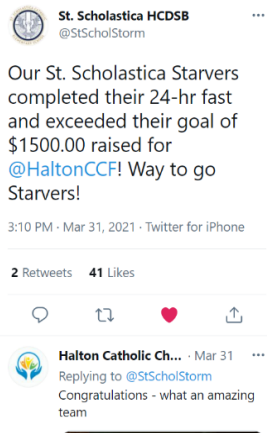 St. Scholastica HCDSB
@StScholStorm
Our St. Scholastica Starvers
completed their 24-hr fast
and exceeded their goal of
$1500.00 raised for
@HaltonCCF! Way to go
Starvers!
3:10 PM · Mar 31, 2021 · Twitter for iPhone
2 Retweets 41 Likes
Halton Catholic Ch... · Mar 31
Replying to @StScholStorm
Congratulations - what an amazing
team